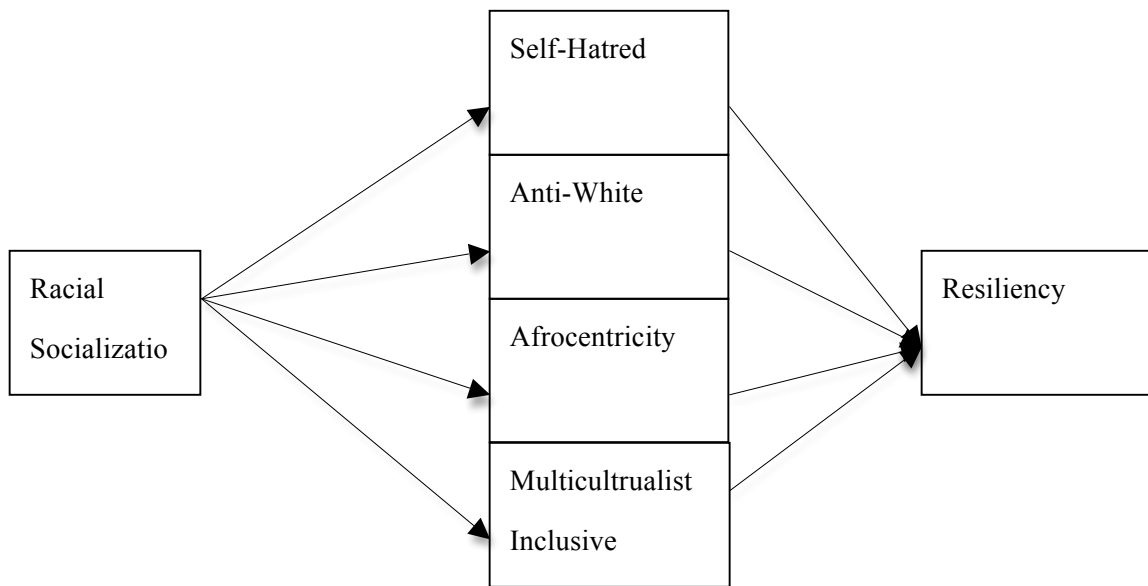 Self-Hatred
Anti-White
Racial
Socializatio
Afrocentricity
Resiliency
Multicultrualist
Inclusive